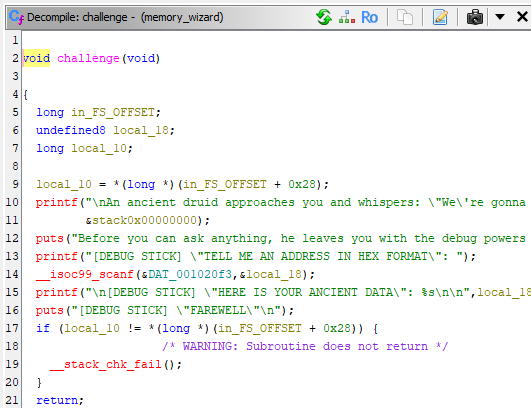 Decompile: challenge - (memory_wizard)
Ro
1
2 void challenge(void)
3
4 {
5 long in_FS_OFFSET;
6 undefined8 local_18;
7 long local_10;
8
9 local_10 = *(long *)(in_FS_OFFSET + 0x28);
10 printf("\nAn ancient druid approaches you and whispers: \"We\'re gonna
11 &stack0x00000000);
12 puts("Before you can ask anything, he leaves you with the debug powers
13 printf("[DEBUG STICK] \"TELL ME AN ADDRESS IN HEX FORMAT\": ");
14 __isoc99_scanf(&DAT_001020f3,&local_18);
15 printf("\n[DEBUG STICK] \"HERE IS YOUR ANCIENT DATA\": %s\n\n",local_18
16 puts("[DEBUG STICK] \"FAREWELL\"\n");
17 if (local_10 != *(long *)(in_FS_OFFSET + 0x28)) {
18 /* WARNING: Subroutine does not return */
19 __stack_chk_fail();
20 }
21 return;